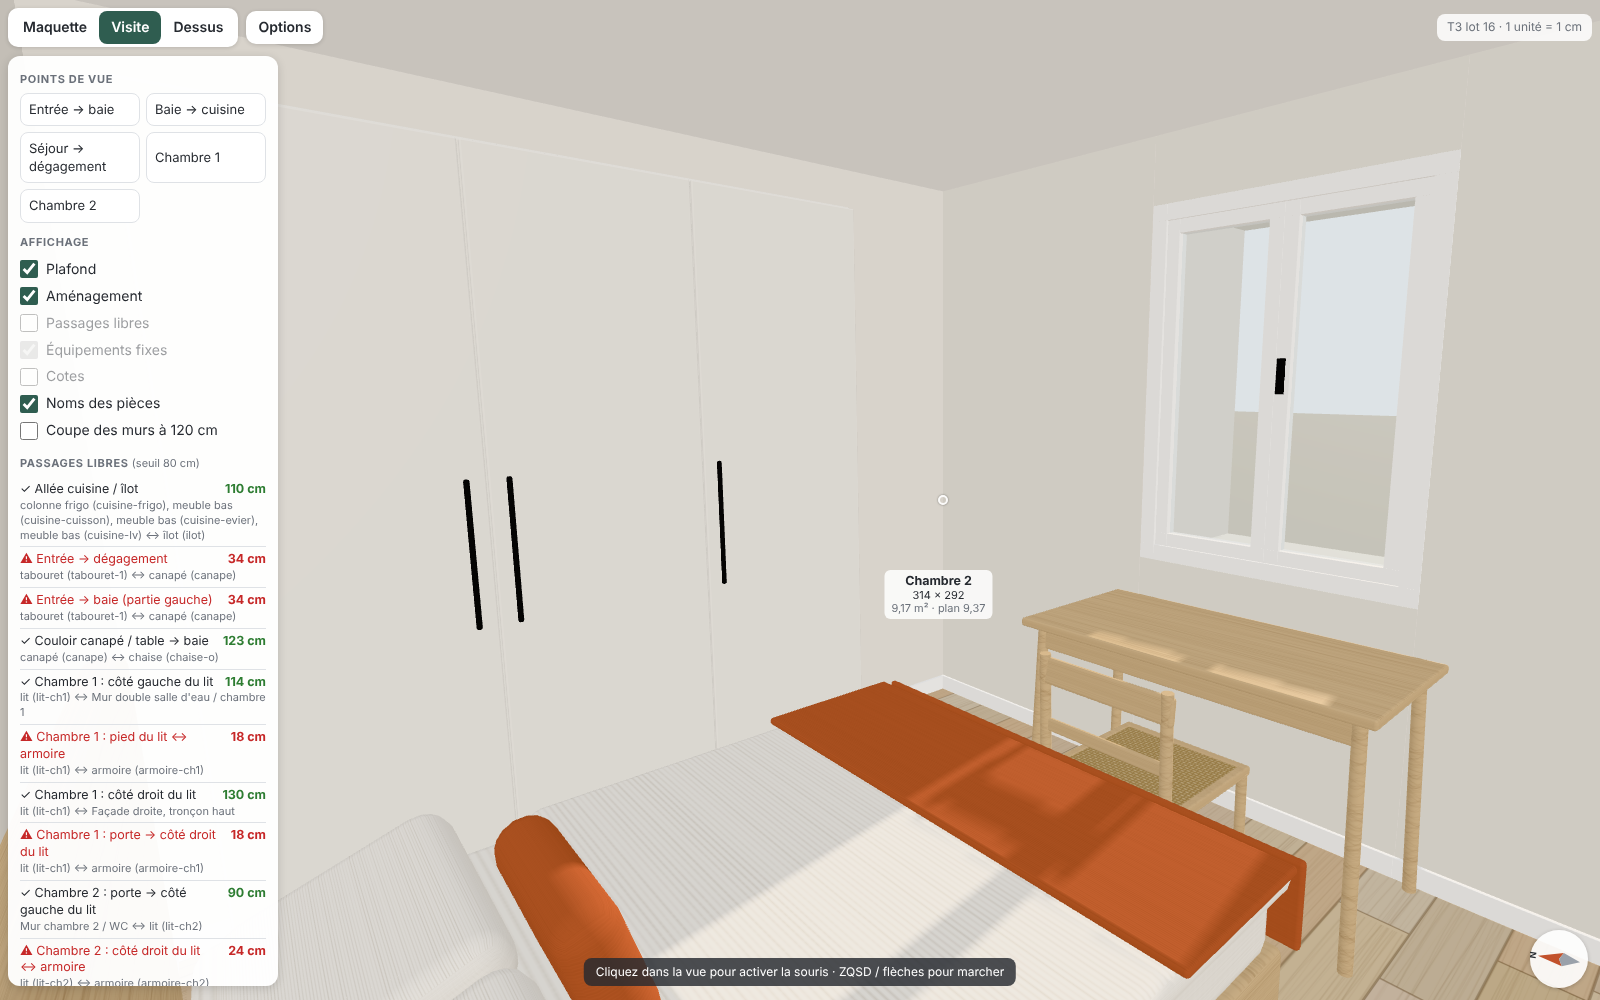 Maquette
Visite
Dessus
Options
T3 lot 16 · 1 unité = 1 cm
POINTS DE VUE
Entrée → baie
Baie → cuisine
Séjour →
dégagement
Chambre 1
Chambre 2
AFFICHAGE
Plafond
Aménagement
Passages libres
Équipements fixes
Cotes
Noms des pièces
Coupe des murs à 120 cm
PASSAGES LIBRES (seuil 80 cm)
✓ Allée cuisine / îlot 110 cm
colonne frigo (cuisine-frigo), meuble bas
(cuisine-cuisson), meuble bas (cuisine-evier),
meuble bas (cuisine-lv) ↔ îlot (ilot)
⚠ Entrée → dégagement 34 cm
tabouret (tabouret-1) ↔ canapé (canape)
⚠ Entrée → baie (partie gauche) 34 cm
tabouret (tabouret-1) ↔ canapé (canape)
✓ Couloir canapé / table → baie 123 cm
canapé (canape) ↔ chaise (chaise-o)
✓ Chambre 1 : côté gauche du lit 114 cm
lit (lit-ch1) ↔ Mur double salle d'eau / chambre
1
⚠ Chambre 1 : pied du lit ↔ 18 cm
armoire
lit (lit-ch1) ↔ armoire (armoire-ch1)
✓ Chambre 1 : côté droit du lit 130 cm
lit (lit-ch1) ↔ Façade droite, tronçon haut
⚠ Chambre 1 : porte → côté droit 18 cm
du lit
lit (lit-ch1) ↔ armoire (armoire-ch1)
✓ Chambre 2 : porte → côté 90 cm
gauche du lit
Mur chambre 2 / WC ↔ lit (lit-ch2)
⚠ Chambre 2 : côté droit du lit 24 cm
↔ armoire
lit (lit-ch2) ↔ armoire (armoire-ch2)
Chambre 2
314 × 292
9,17 m² · plan 9,37
Cliquez dans la vue pour activer la souris · ZQSD / flèches pour marcher
N